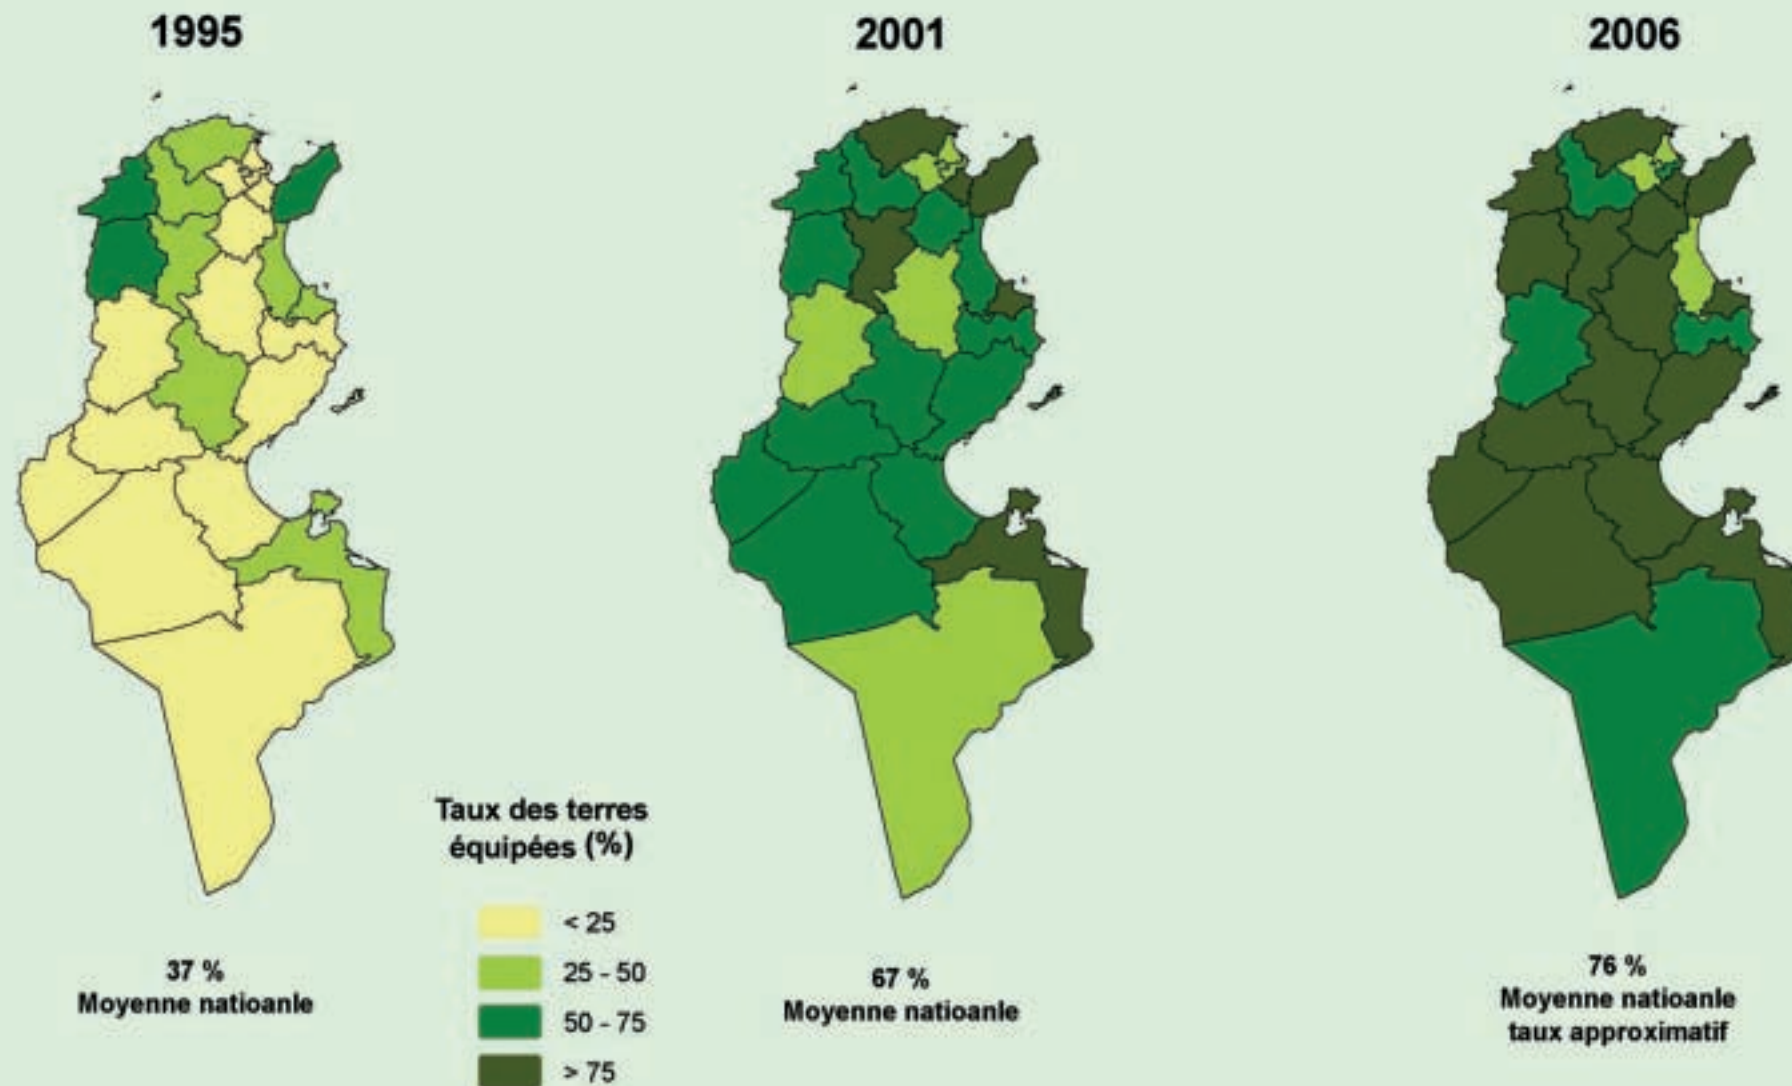 1995
2001
2006
Taux des terres
équipées (%)
< 25
25 - 50
50 - 75
> 75
37 %
Moyenne natioanle
67 %
Moyenne natioanle
76 %
Moyenne natioanle
taux approximatif